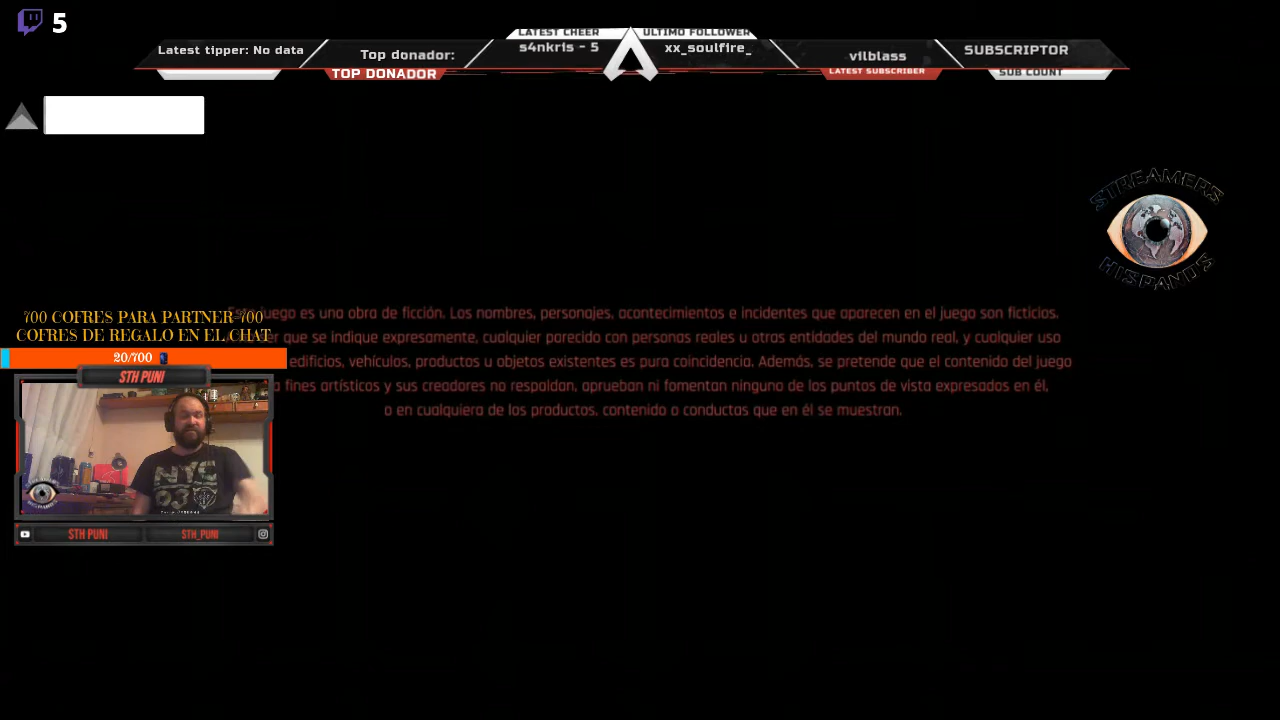 5
Latest tipper: No data
Top donador:
TOP DONADOR
LATEST CHEER
s4nkris - 5
ULTIMO FOLLOWER
xx_soulfire_
vilblass
LATEST SUBSCRIBER
SUBSCRIPTOR
SUB COUNT
STREAMERS
HISPANOS
700 COFRES PARA PARTNER 700
COFRES DE REGALO EN EL CHAT
20/700
STH PUNI
NYC
93
STH PUNI
STH_PUNI
juego es una obra de ficción. Los nombres, personajes, acontecimientos e incidentes que aparecen en el juego son ficticios.
que se indique expresamente, cualquier parecido con personas reales u otras entidades del mundo real, y cualquier uso
edificios, vehículos, productos u objetos existentes es pura coincidencia. Además, se pretende que el contenido del juego
fines artísticos y sus creadores no respaldan, aprueban ni fomentan ninguno de los puntos de vista expresados en él,
o en cualquiera de los productos, contenido o conductas que en él se muestran.